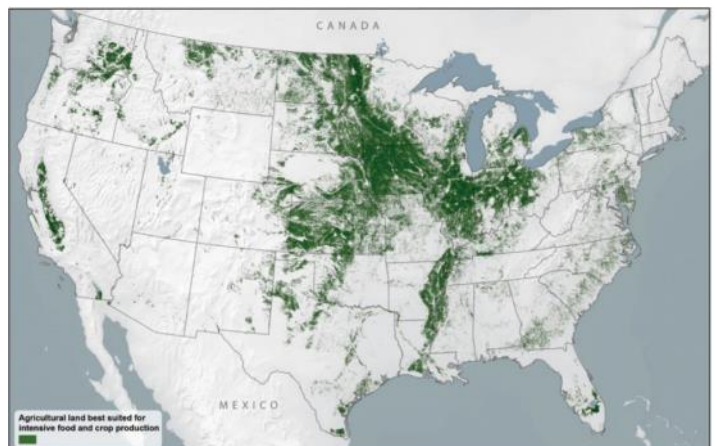 CANADA
MEXICO
Agricultural land best suited for
intensive food and crop production